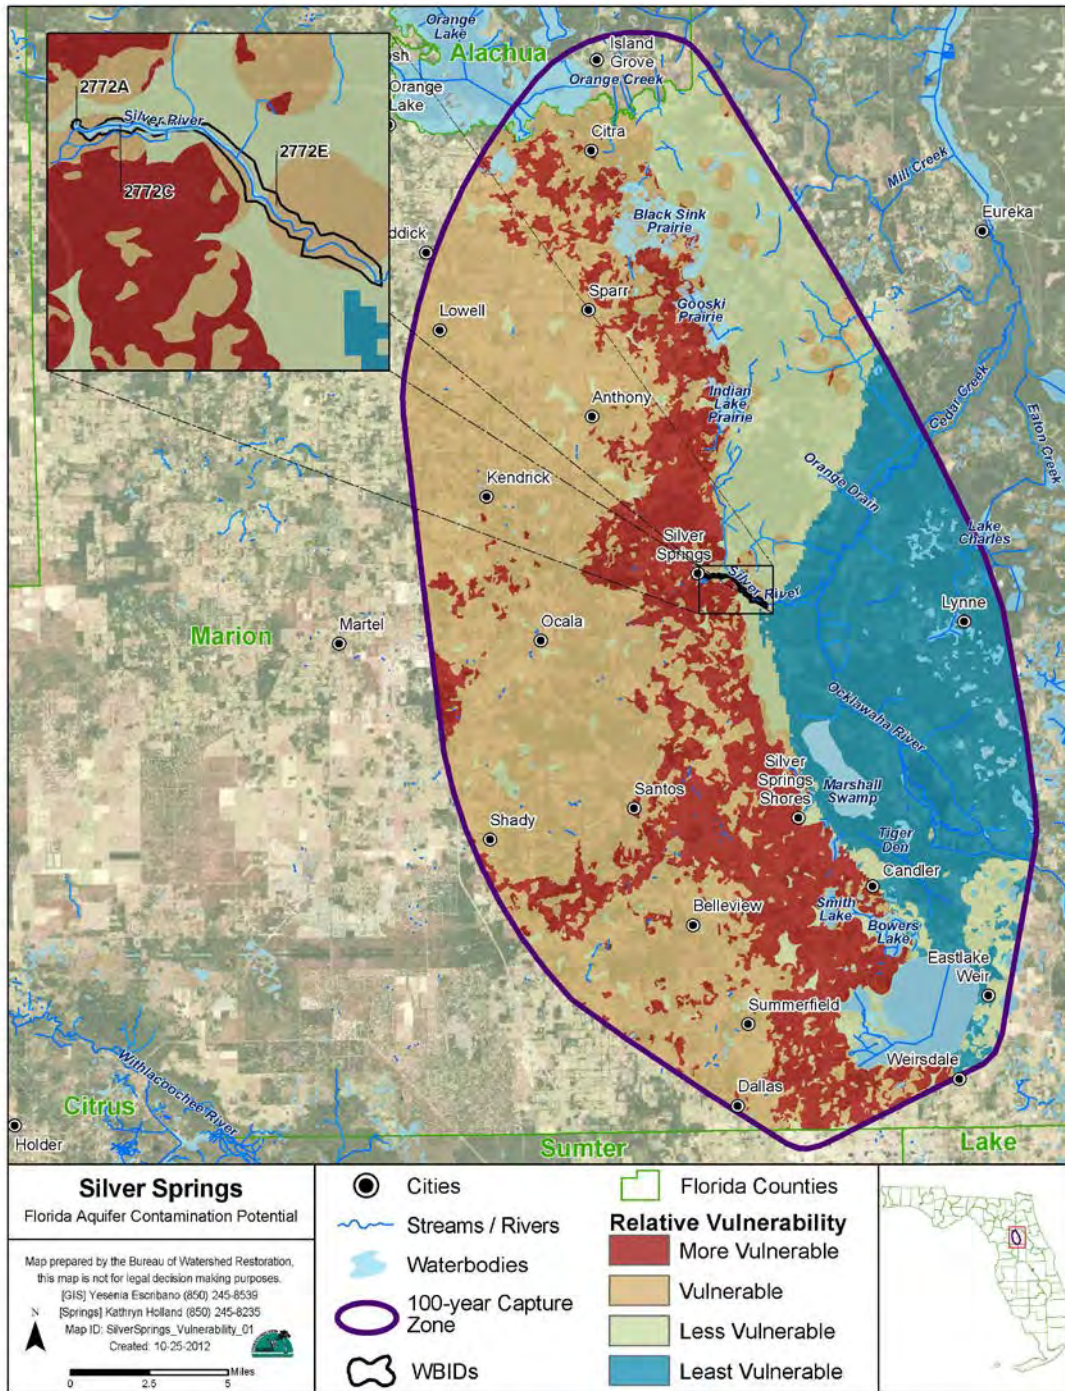 Orange
Lake
Alachua
Island
Grove
Orange Creek
osh
Orange
Lake
Citra
2772A
Silver River
2772E
2772C
Mill Creek
Eureka
Black Sink
Prairie
ddick
Sparr
Gooski
Prairie
Lowell
Anthony
Indian
Lake
Prairie
Cedar Creek
Eaton Creek
Kendrick
Orange Drain
Silver
Springs
Silver River
Lake
Charles
Lynne
Marion
Martel
Ocala
Ocklawaha River
Silver
Springs
Shores
Marshall
Swamp
Santos
Shady
Tiger
Den
Candler
Smith
Lake
Belleview
Bowers
Lake
Eastlake
Weir
Summerfield
Weirsdale
Dallas
Withlacoochee River
Citrus
Holder
Sumter
Lake
Silver Springs
Florida Aquifer Contamination Potential
Map prepared by the Bureau of Watershed Restoration,
this map is not for legal decision making purposes.
[GIS] Yesenia Escribano (850) 245-8539
[Springs] Kathryn Holland (850) 245-8235
Map ID: SilverSprings_Vulnerability_01
Created: 10-25-2012
N
Miles
0 2.5 5
Cities
Streams / Rivers
Waterbodies
100-year Capture
Zone
WBIDs
Florida Counties
Relative Vulnerability
More Vulnerable
Vulnerable
Less Vulnerable
Least Vulnerable